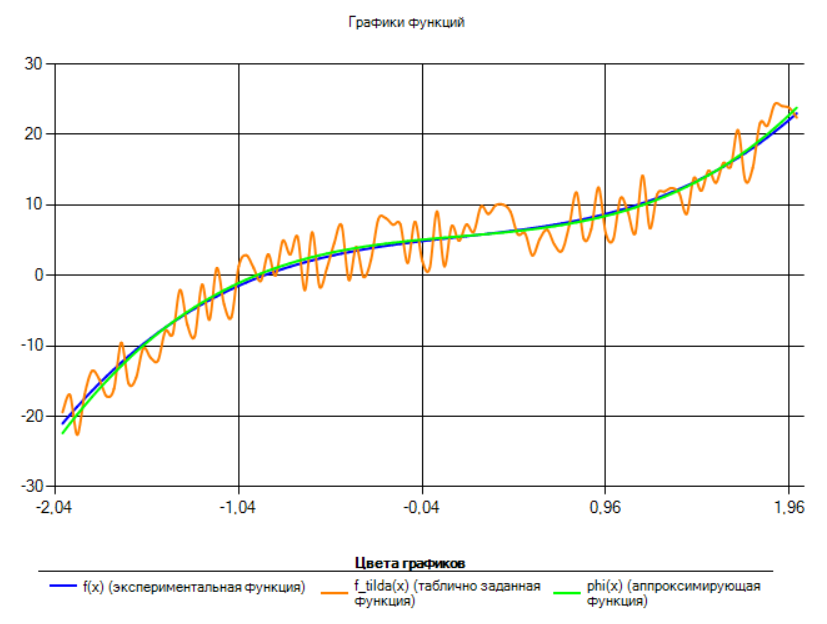 Графики функций
30
20
10
0
-10
-20
-30
-2,04 -1,04 -0,04 0,96 1,96
Цвета графиков
f(x) (экспериментальная функция) f_tilda(x) (таблично заданная phi(x) (аппроксимирующая
функция) функция)